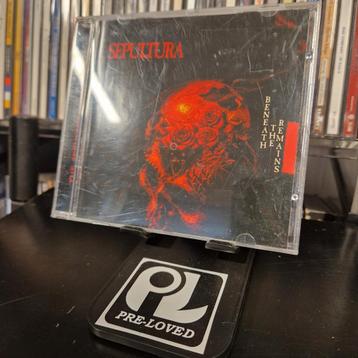 SEPULTURA
BENEATH
THE
REMAINS
PL
PRE-LOVED